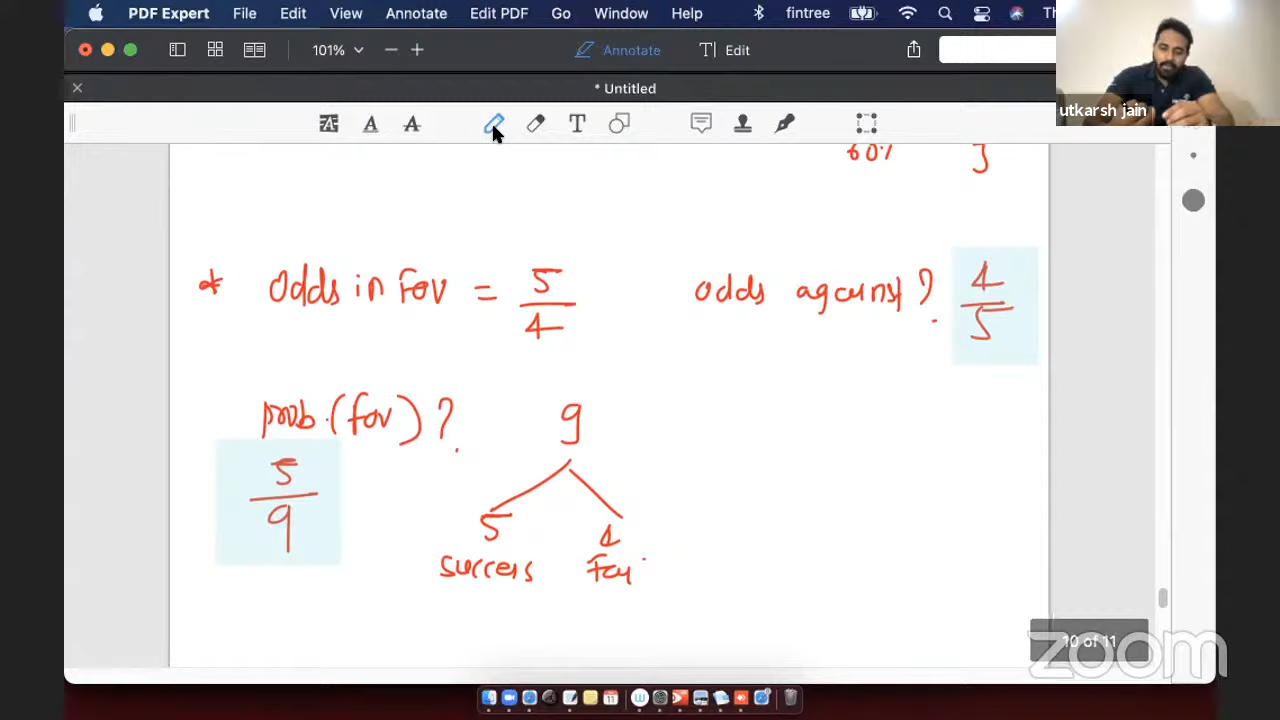 PDF Expert File Edit View Annotate Edit PDF Go Window Help fintree Th
101% Annotate T| Edit
* Untitled
utkarsh jain
60%
* Odds in Fav = 5/4 odds against? 4/5
prob. (fav)? 9
5/9
5 4
Success Fai
10 of 11
zoom